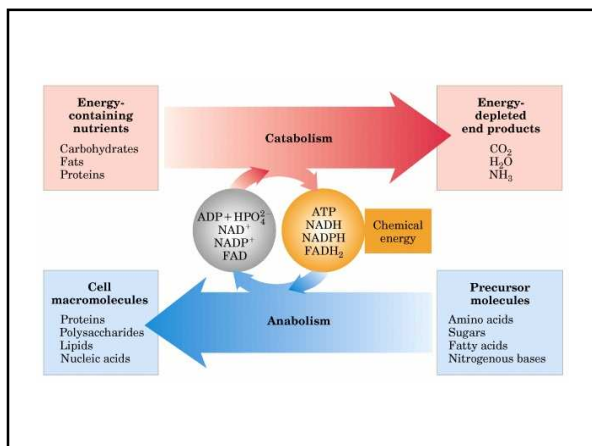 Energy-
containing
nutrients
Carbohydrates
Fats
Proteins
Catabolism
Energy-
depleted
end products
CO₂
H₂O
NH₃
ADP + HPO₄²⁻
NAD⁺
NADP⁺
FAD
ATP
NADH
NADPH
FADH₂
Chemical
energy
Cell
macromolecules
Proteins
Polysaccharides
Lipids
Nucleic acids
Anabolism
Precursor
molecules
Amino acids
Sugars
Fatty acids
Nitrogenous bases